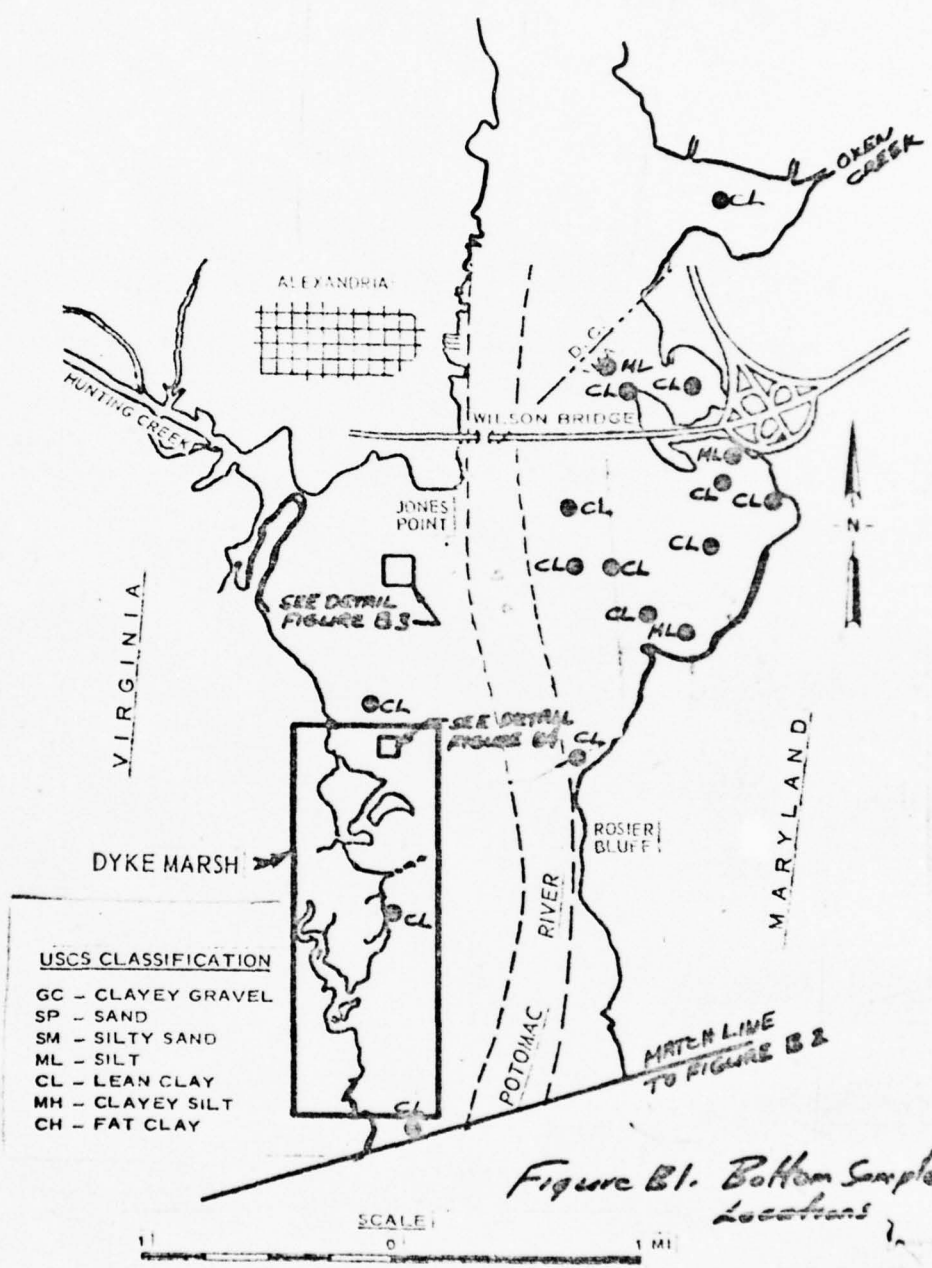 OXEN
CREEK
CL
ALEXANDRIA
D.C.
ML
CL
CL
HUNTING CREEK
WILSON BRIDGE
ML
CL
CL
JONES
POINT
CL
CL
N
CL
CL
SEE DETAIL
FIGURE B3
CL
ML
VIRGINIA
CL
SEE DETAIL
FIGURE B4
CL
ROSIER
BLUFF
MARYLAND
DYKE MARSH
CL
POTOMAC RIVER
USCS CLASSIFICATION
GC - CLAYEY GRAVEL
SP - SAND
SM - SILTY SAND
ML - SILT
CL - LEAN CLAY
MH - CLAYEY SILT
CH - FAT CLAY
MATCH LINE
TO FIGURE B2
CL
Figure B1. Bottom Sample
Locations
SCALE
1 0 1 MI